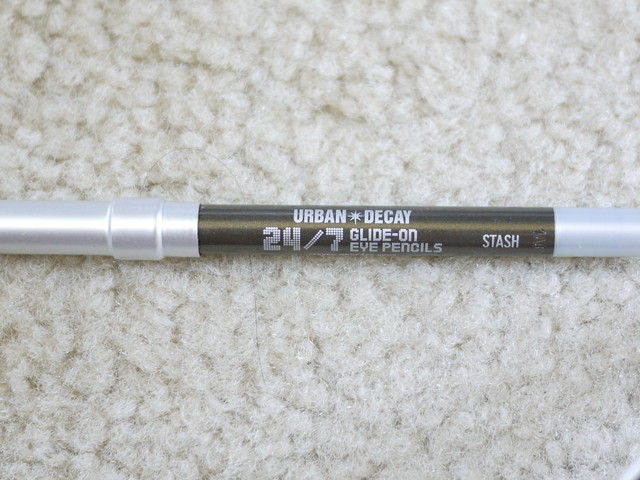 URBAN✴DECAY
24/7 GLIDE-ON
EYE PENCILS
STASH